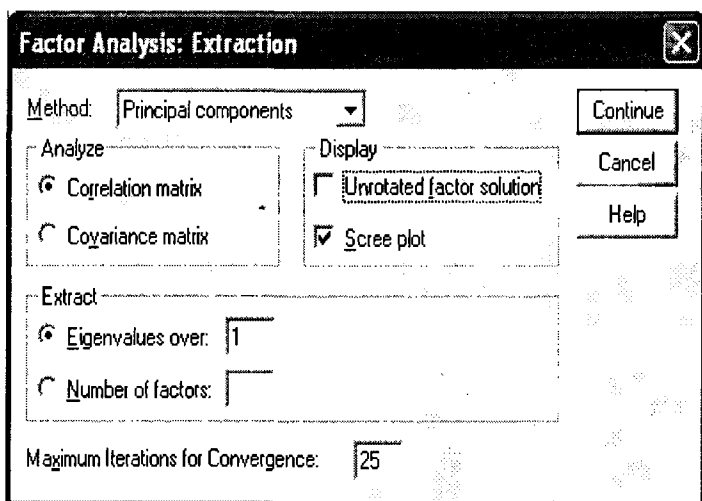 Factor Analysis: Extraction
Method: Principal components
Continue
Analyze
Display
Cancel
Correlation matrix
Unrotated factor solution
Help
Covariance matrix
Scree plot
Extract
Eigenvalues over: 1
Number of factors:
Maximum Iterations for Convergence: 25